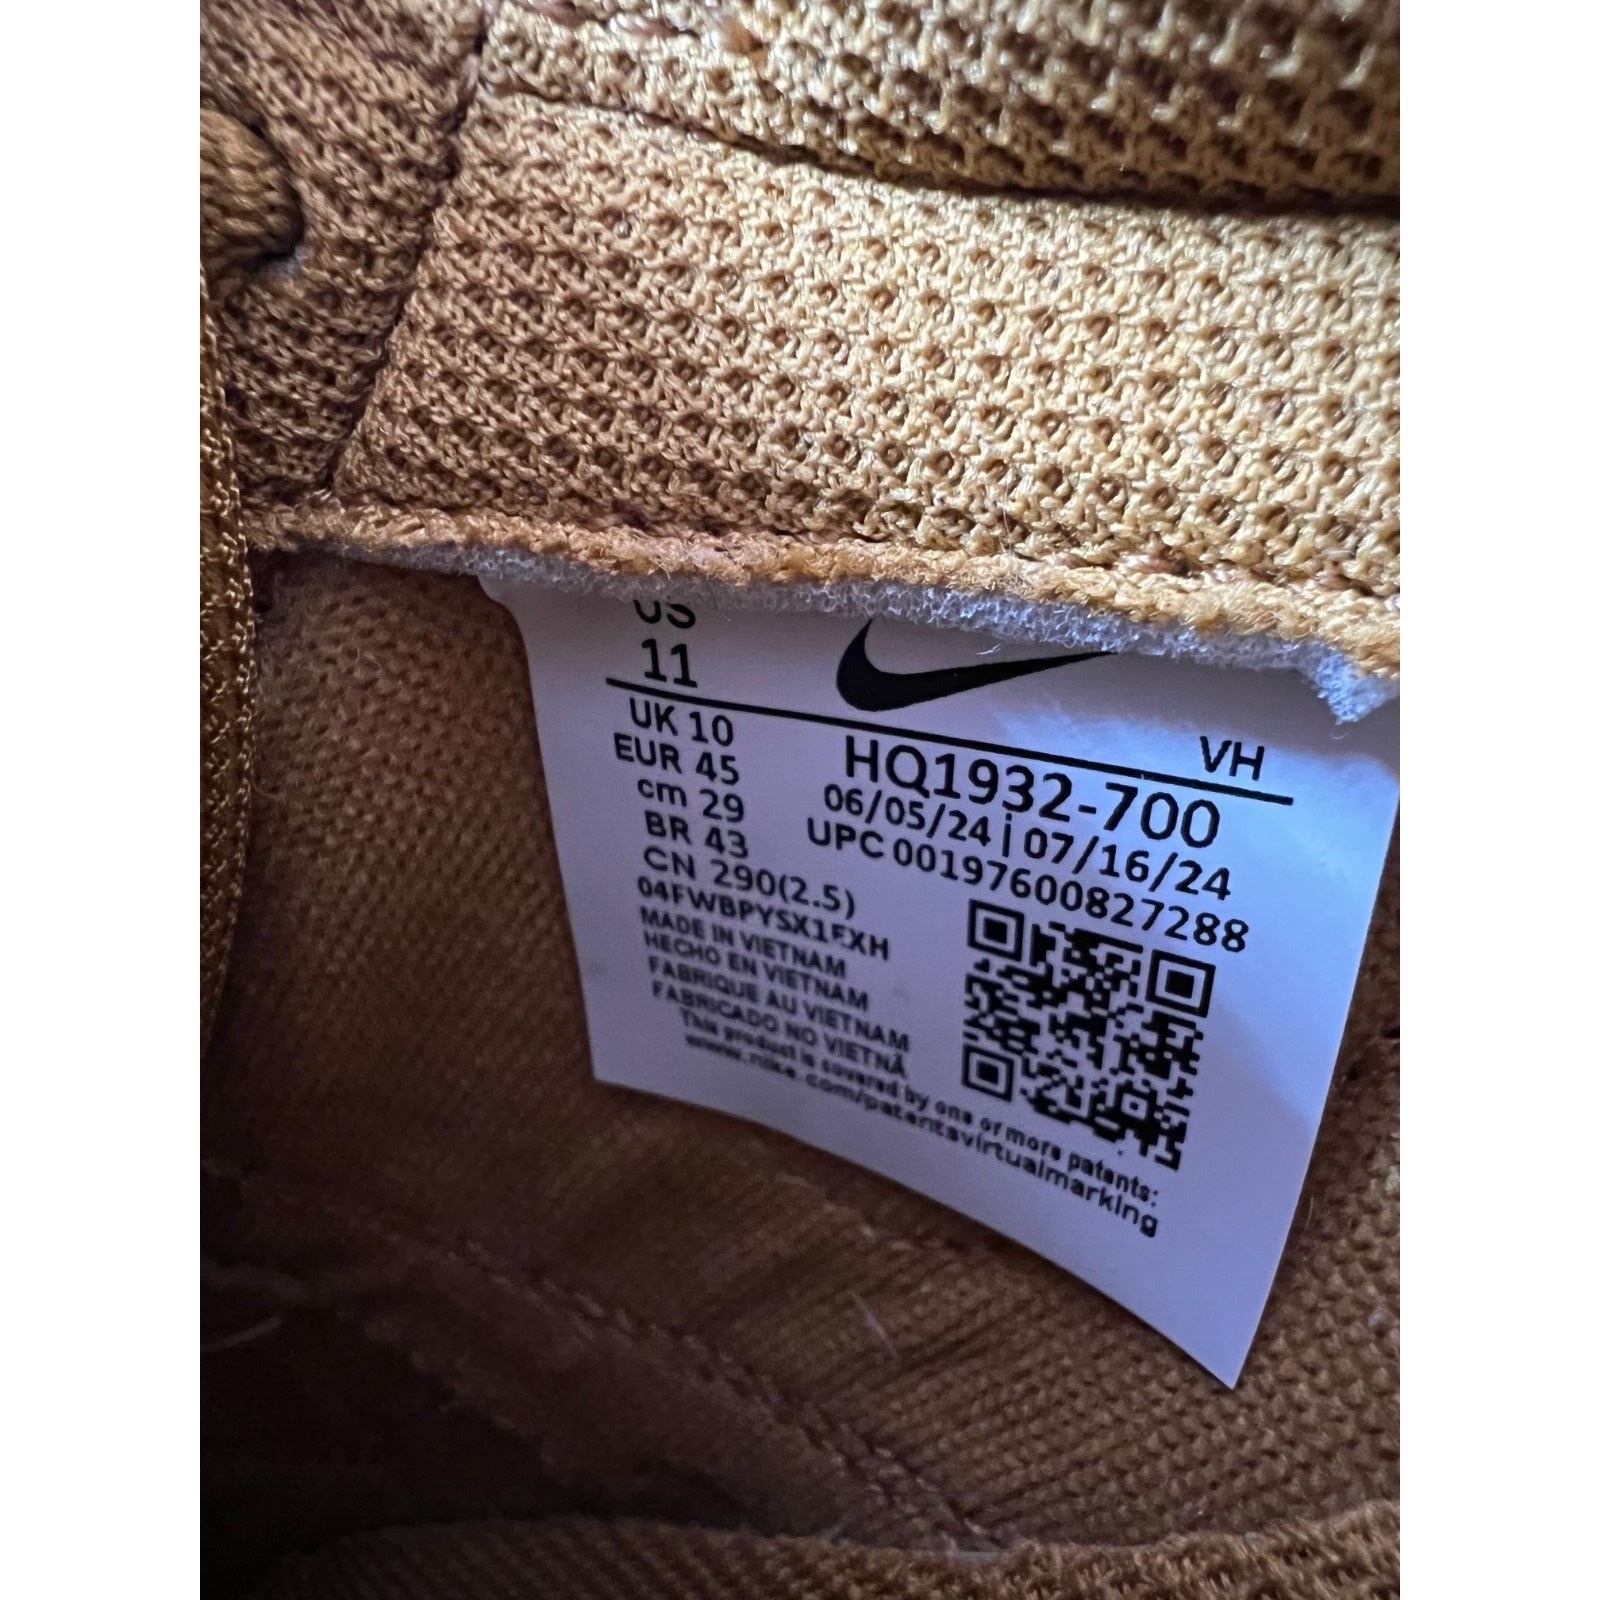 US
11
UK 10
EUR 45
cm 29
BR 43
CN 290(2.5)
04FWBPYSX1FXH
MADE IN VIETNAM
HECHO EN VIETNAM
FABRIQUE AU VIETNAM
FABRICADO NO VIETNÃ
This product is covered by one or more patents:
www.nike.com/patentsvirtualmarking
VH
HQ1932-700
06/05/24 | 07/16/24
UPC 00197600827288